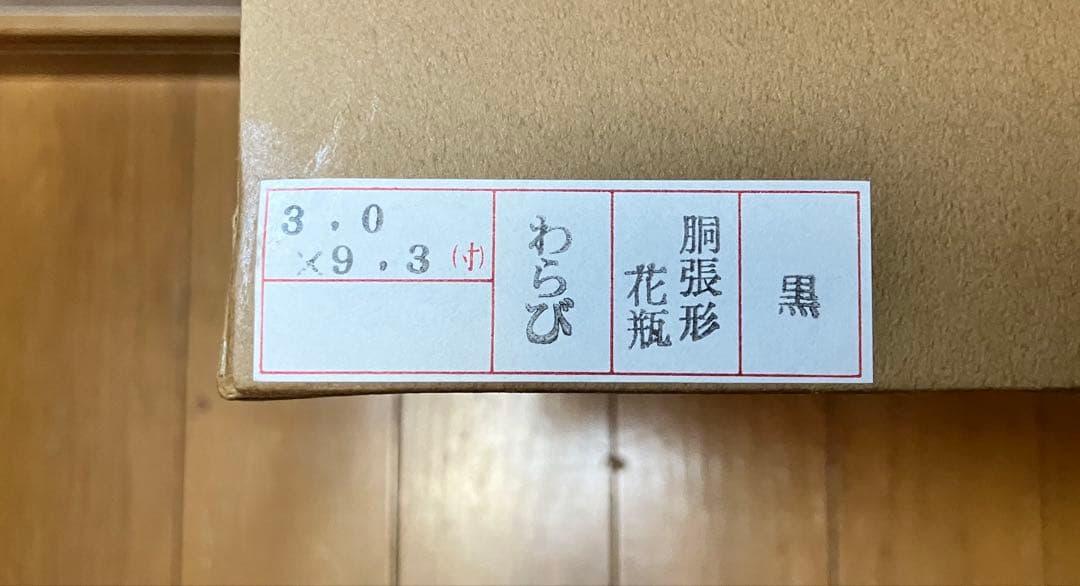 黒
胴張形
花瓶
わらび
3.0
×9.3(寸)